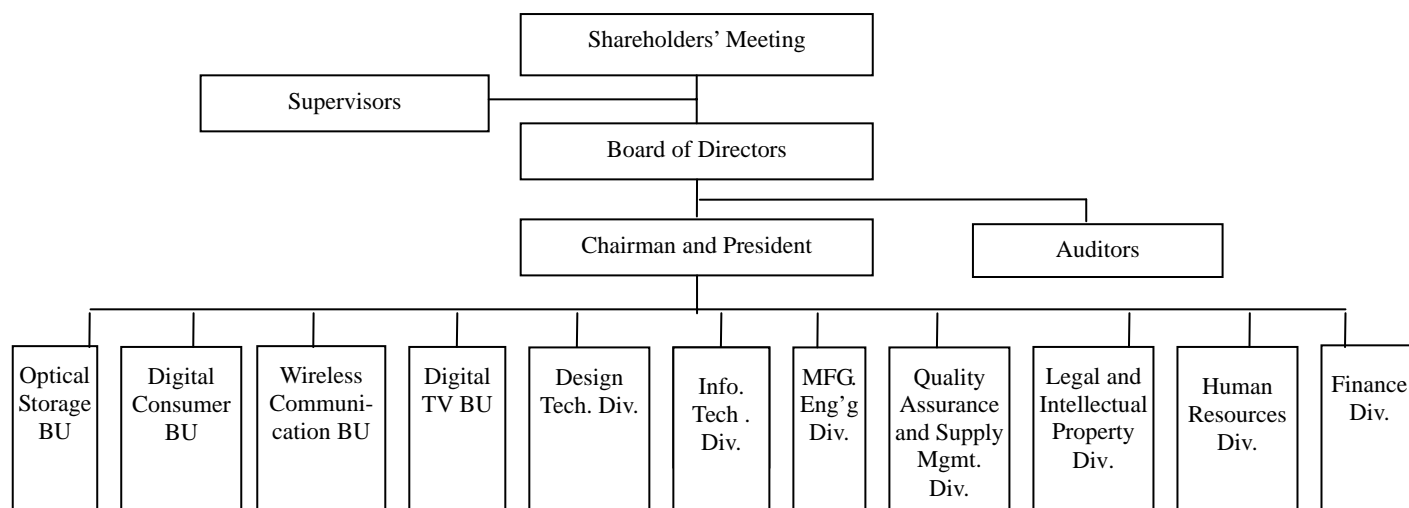 Shareholders’ Meeting
Supervisors
Board of Directors
Chairman and President
Auditors
Optical
Storage
BU
Digital
Consumer
BU
Wireless
Communi-
cation BU
Digital
TV BU
Design
Tech. Div.
Info.
Tech .
Div.
MFG.
Eng’g
Div.
Quality
Assurance
and Supply
Mgmt.
Div.
Legal and
Intellectual
Property
Div.
Human
Resources
Div.
Finance
Div.